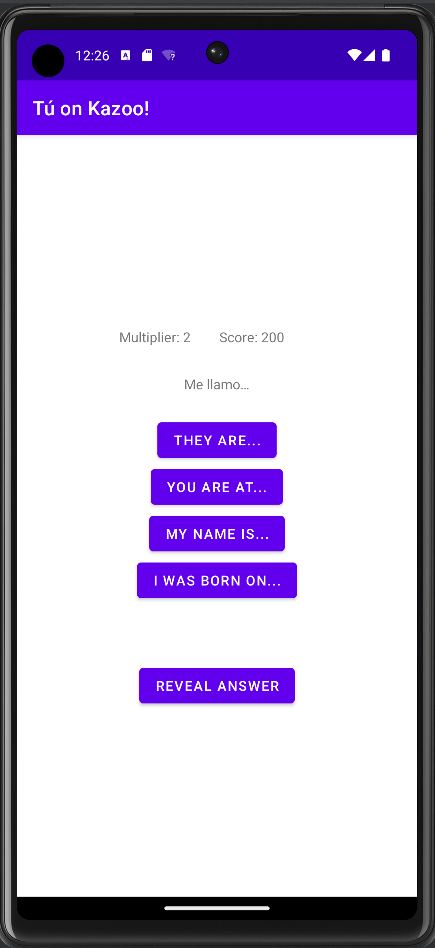 12:26
Tú on Kazoo!
Multiplier: 2 Score: 200
Me llamo...
THEY ARE...
YOU ARE AT...
MY NAME IS...
I WAS BORN ON...
REVEAL ANSWER